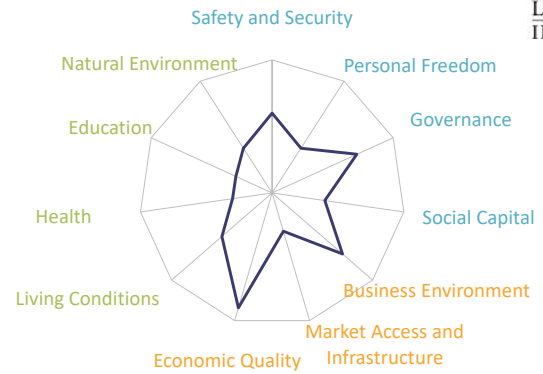 Safety and Security
Natural Environment
Personal Freedom
Education
Governance
Health
Social Capital
Living Conditions
Business Environment
Market Access and
Infrastructure
Economic Quality